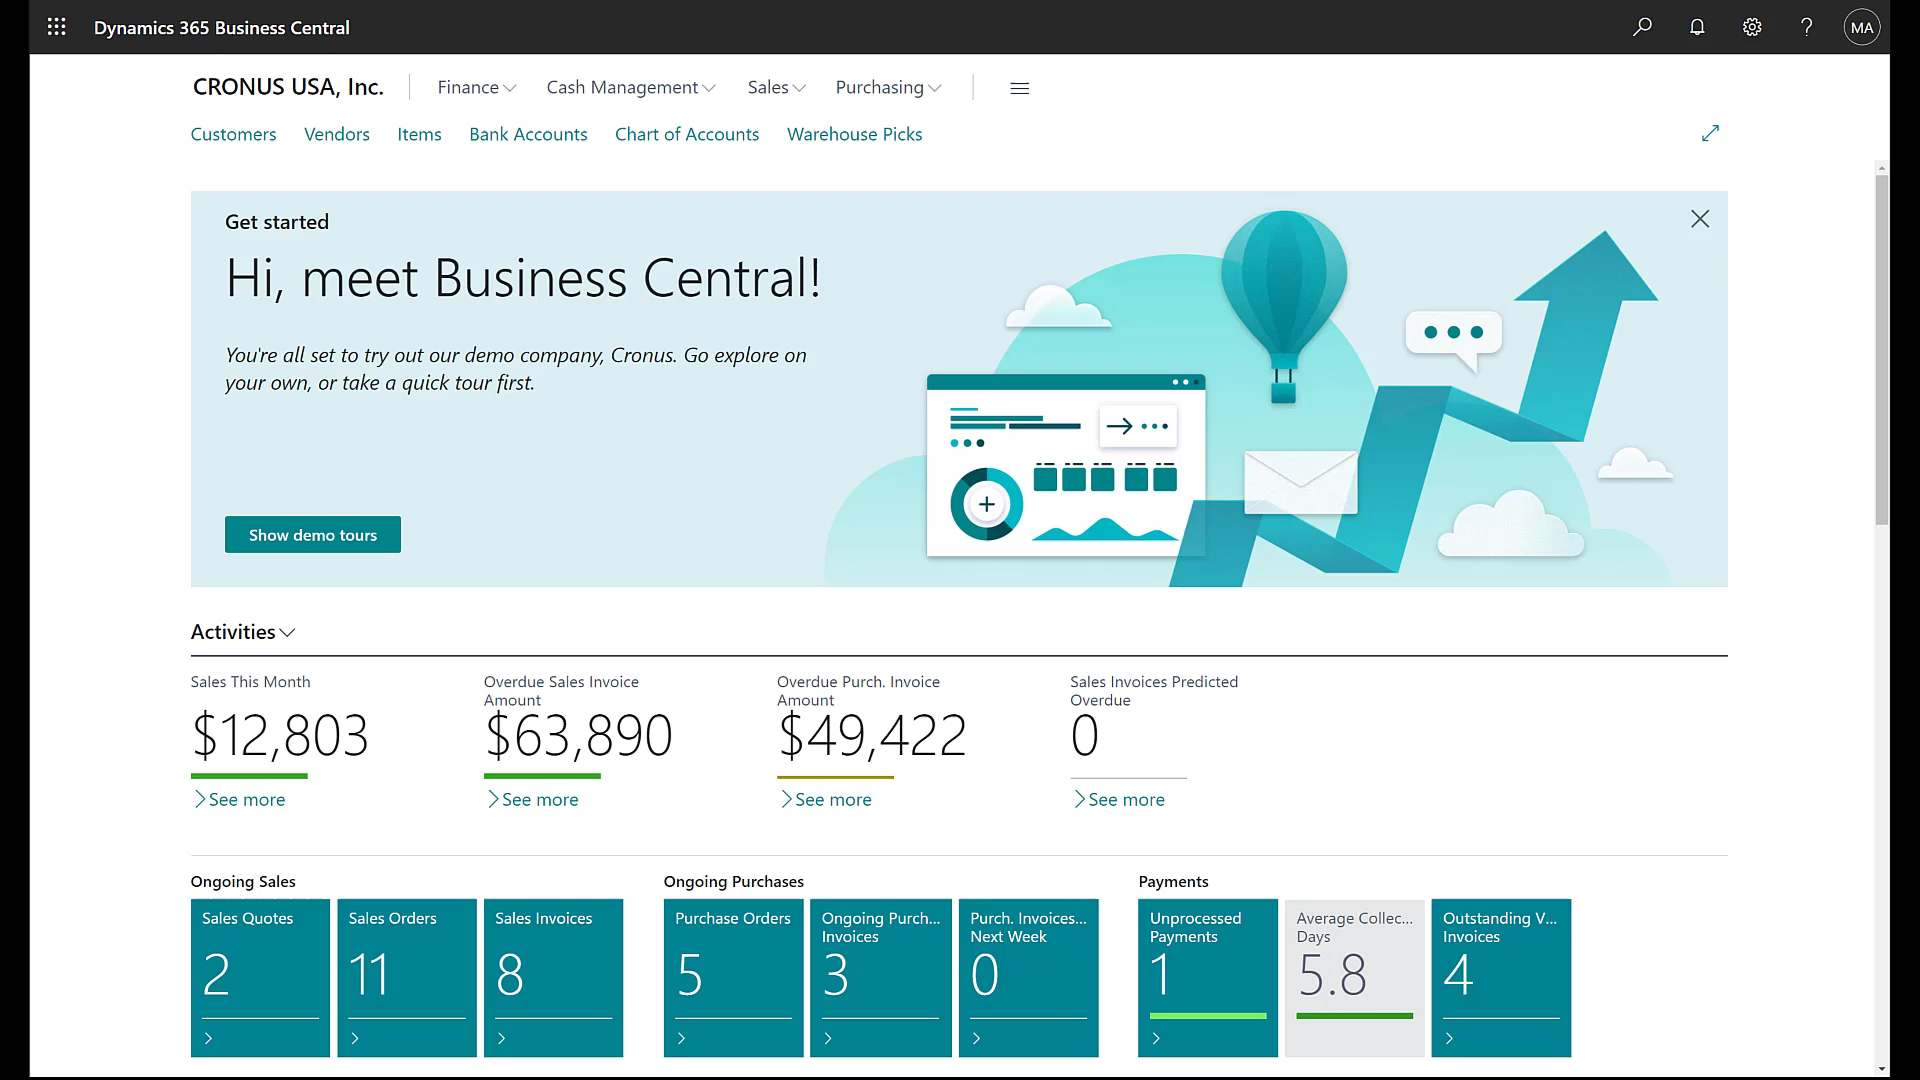 Dynamics 365 Business Central
?
MA
CRONUS USA, Inc.
Finance
Cash Management
Sales
Purchasing
Customers
Vendors
Items
Bank Accounts
Chart of Accounts
Warehouse Picks
Get started
Hi, meet Business Central!
You're all set to try out our demo company, Cronus. Go explore on
your own, or take a quick tour first.
Show demo tours
Activities
Sales This Month
$12,803
See more
Overdue Sales Invoice
Amount
$63,890
See more
Overdue Purch. Invoice
Amount
$49,422
See more
Sales Invoices Predicted
Overdue
0
See more
Ongoing Sales
Sales Quotes
2
Sales Orders
11
Sales Invoices
8
Ongoing Purchases
Purchase Orders
5
Ongoing Purch...
Invoices
3
Purch. Invoices...
Next Week
0
Payments
Unprocessed
Payments
1
Average Collec...
Days
5.8
Outstanding V...
Invoices
4